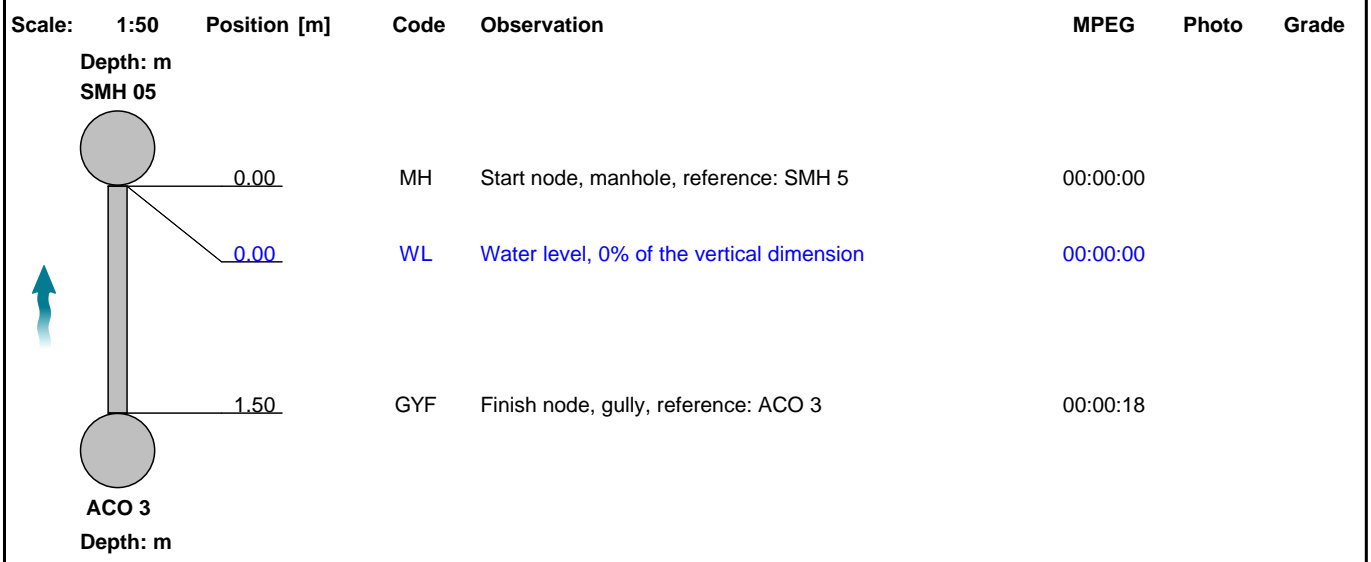 Scale: 1:50 Position [m] Code Observation MPEG Photo Grade
Depth: m
SMH 05
0.00 MH Start node, manhole, reference: SMH 5 00:00:00
0.00 WL Water level, 0% of the vertical dimension 00:00:00
1.50 GYF Finish node, gully, reference: ACO 3 00:00:18
ACO 3
Depth: m